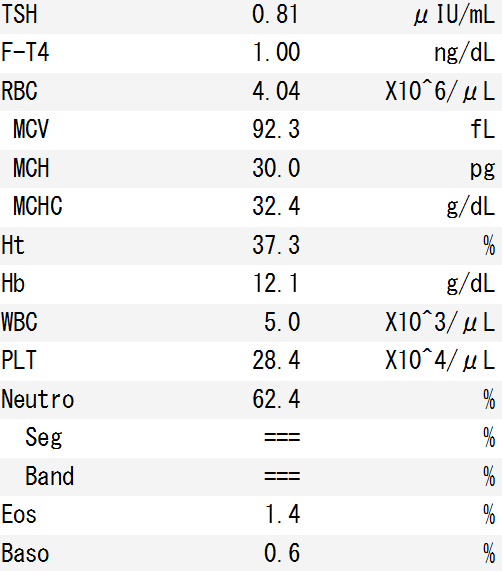 TSH 0.81 μIU/mL
F-T4 1.00 ng/dL
RBC 4.04 X10^6/μL
MCV 92.3 fL
MCH 30.0 pg
MCHC 32.4 g/dL
Ht 37.3 %
Hb 12.1 g/dL
WBC 5.0 X10^3/μL
PLT 28.4 X10^4/μL
Neutro 62.4 %
Seg === %
Band === %
Eos 1.4 %
Baso 0.6 %